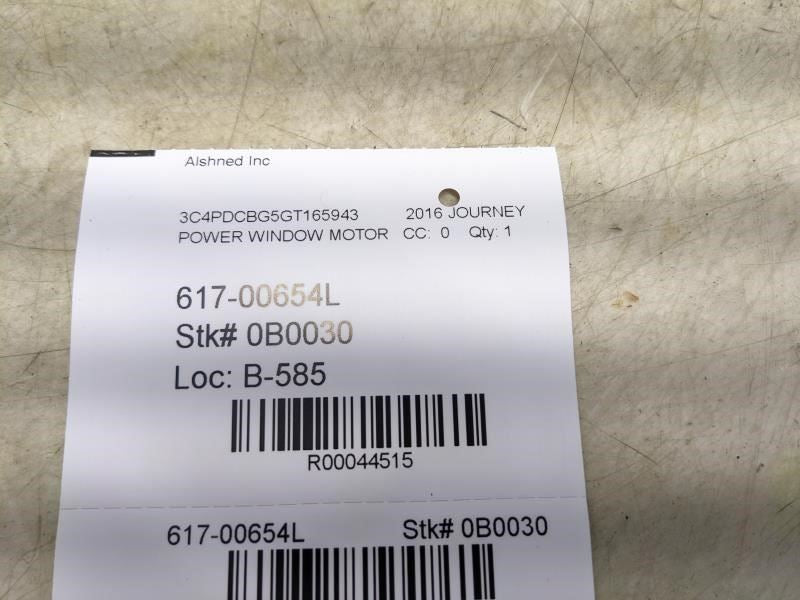 Alshned Inc
3C4PDCBG5GT165943 2016 JOURNEY
POWER WINDOW MOTOR CC: 0 Qty: 1
617-00654L
Stk# 0B0030
Loc: B-585
R00044515
617-00654L Stk# 0B0030